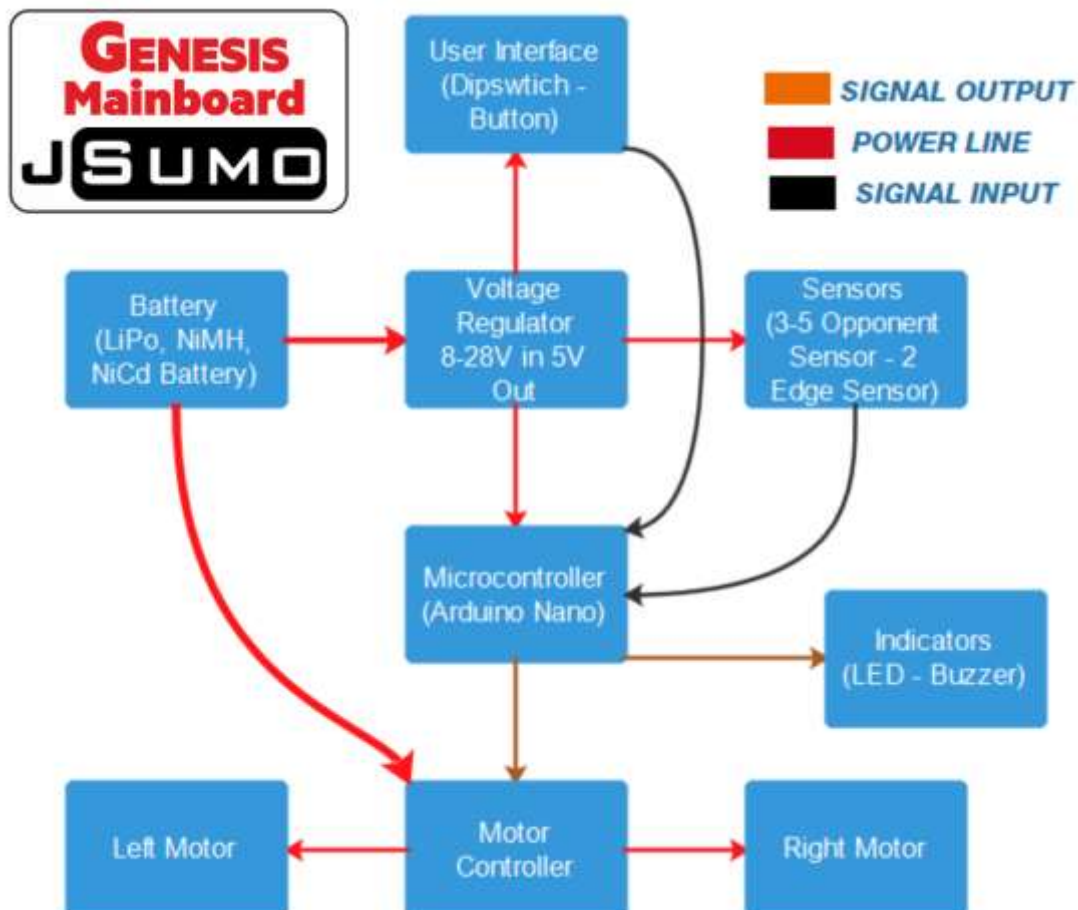 GENESIS
Mainboard
JSUMO
User Interface
(Dipswtich -
Button)
SIGNAL OUTPUT
POWER LINE
SIGNAL INPUT
Battery
(LiPo, NiMH,
NiCd Battery)
Voltage
Regulator
8-28V in 5V
Out
Sensors
(3-5 Opponent
Sensor - 2
Edge Sensor)
Microcontroller
(Arduino Nano)
Indicators
(LED - Buzzer)
Left Motor
Motor
Controller
Right Motor